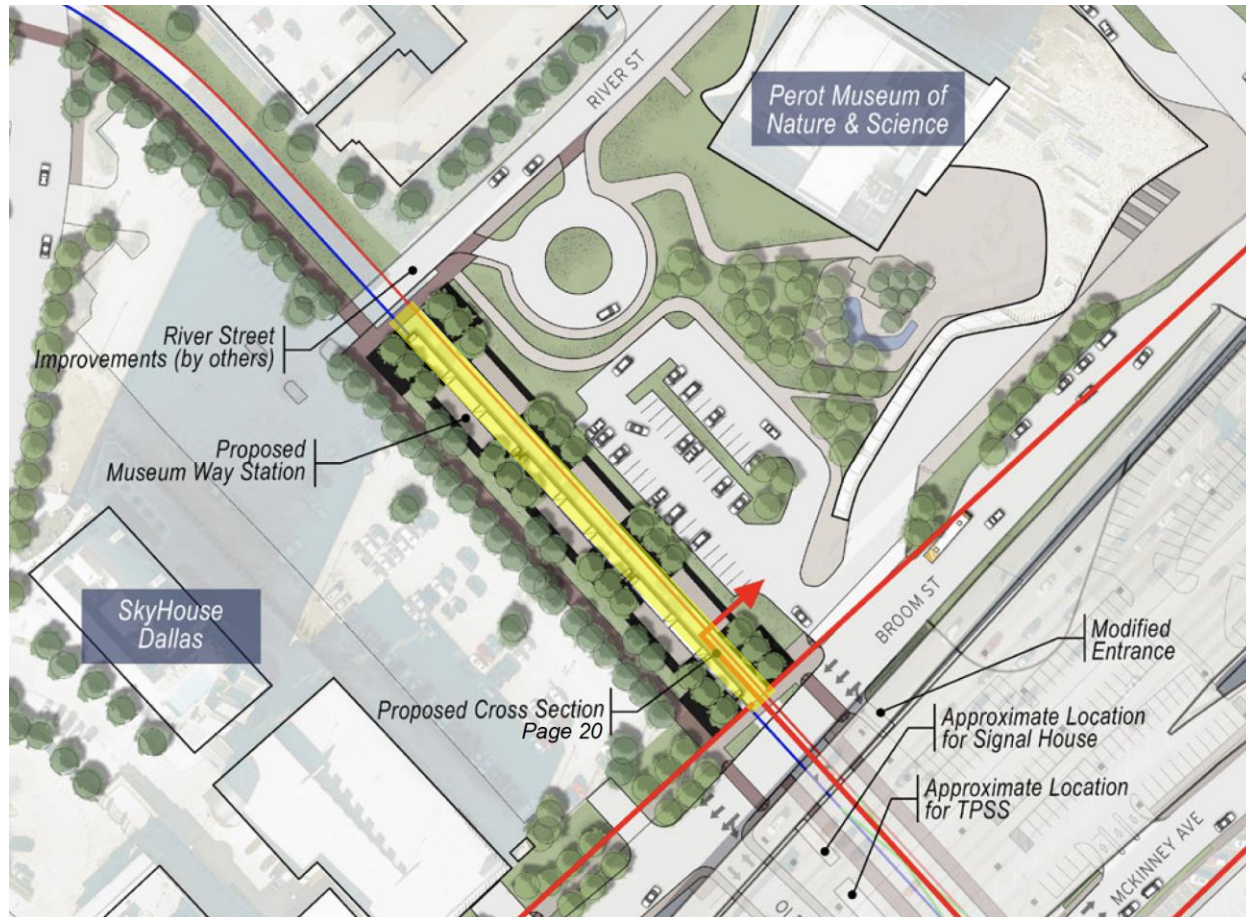 RIVER ST
Perot Museum of
Nature & Science
River Street
Improvements (by others)
Proposed
Museum Way Station
SkyHouse
Dallas
BROOM ST
Modified
Entrance
Proposed Cross Section
Page 20
Approximate Location
for Signal House
Approximate Location
for TPSS
MCKINNEY AVE